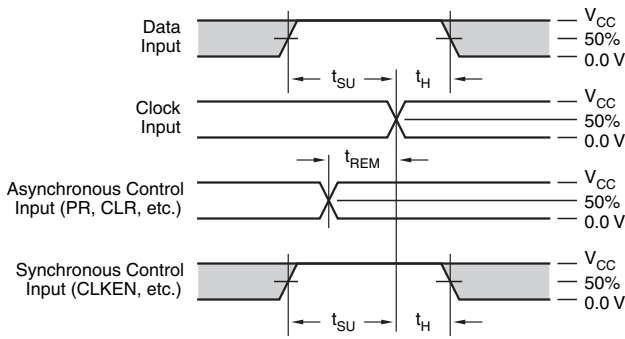 Data
Input
V_CC
50%
0.0 V
t_SU
t_H
Clock
Input
V_CC
50%
0.0 V
t_REM
Asynchronous Control
Input (PR, CLR, etc.)
V_CC
50%
0.0 V
Synchronous Control
Input (CLKEN, etc.)
V_CC
50%
0.0 V
t_SU
t_H